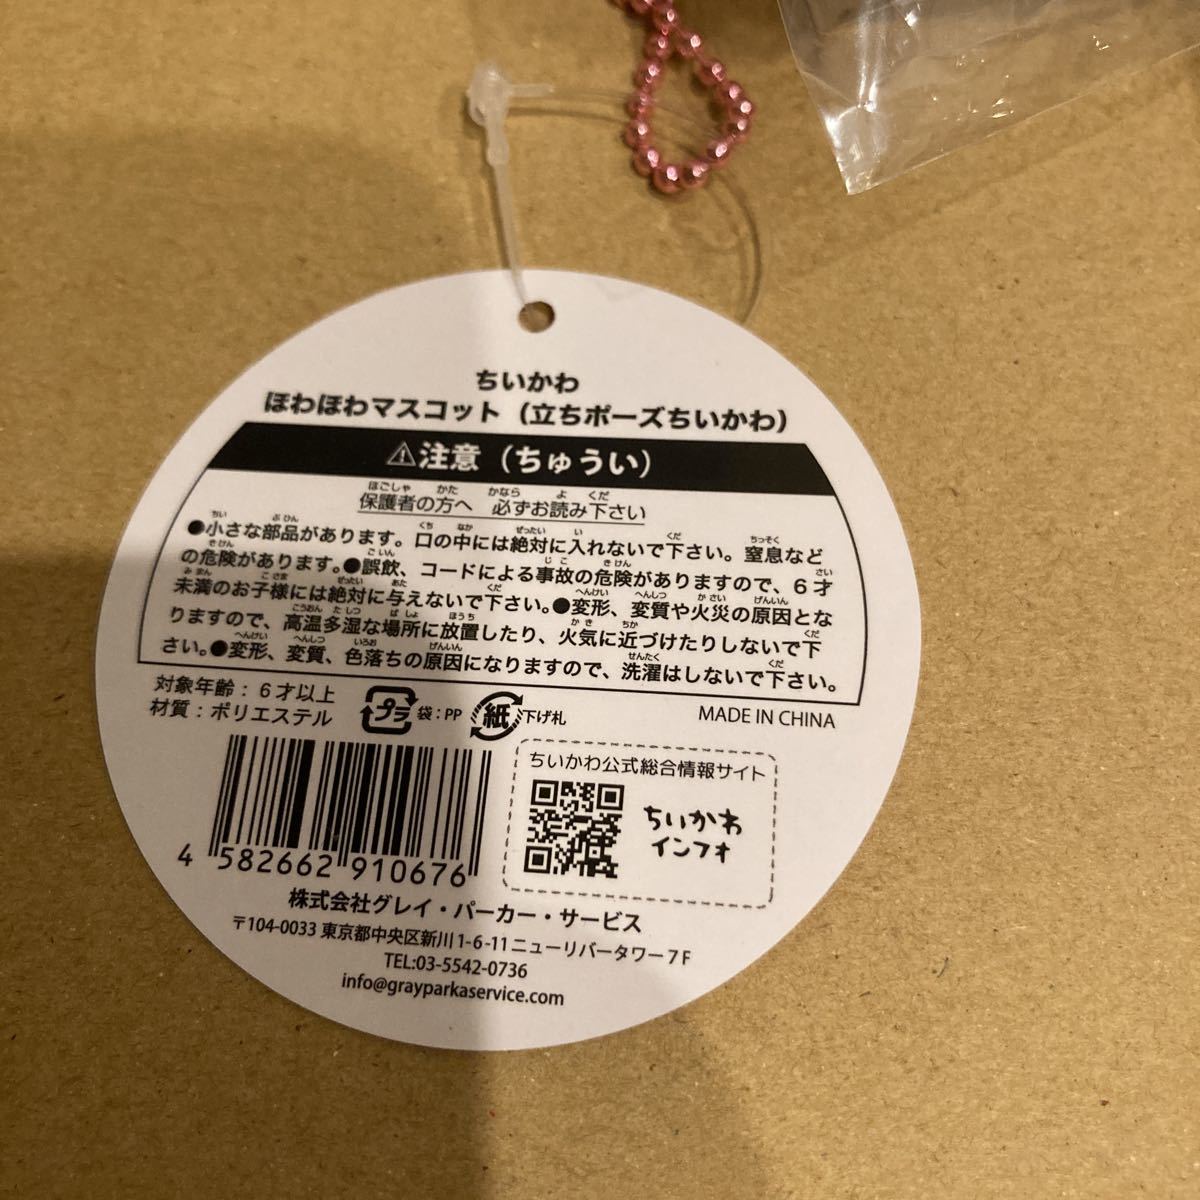 ちいかわ
ほわほわマスコット（立ちポーズちいかわ）
⚠注意（ちゅうい）
保護者の方へ 必ずお読み下さい
●小さな部品があります。口の中には絶対に入れないで下さい。窒息など
の危険があります。●誤飲、コードによる事故の危険がありますので、6才
未満のお子様には絶対に与えないで下さい。●変形、変質や火災の原因とな
りますので、高温多湿な場所に放置したり、火気に近づけたりしないで下
さい。●変形、変質、色落ちの原因になりますので、洗濯はしないで下さい。
対象年齢：6才以上
材質：ポリエステル
プラ 袋：PP 紙 下げ札
MADE IN CHINA
4 582662 910676
ちいかわ公式総合情報サイト
ちいかわ
インフォ
株式会社グレイ・パーカー・サービス
〒104-0033 東京都中央区新川1-6-11ニューリバータワー7F
TEL:03-5542-0736
info@grayparkaservice.com